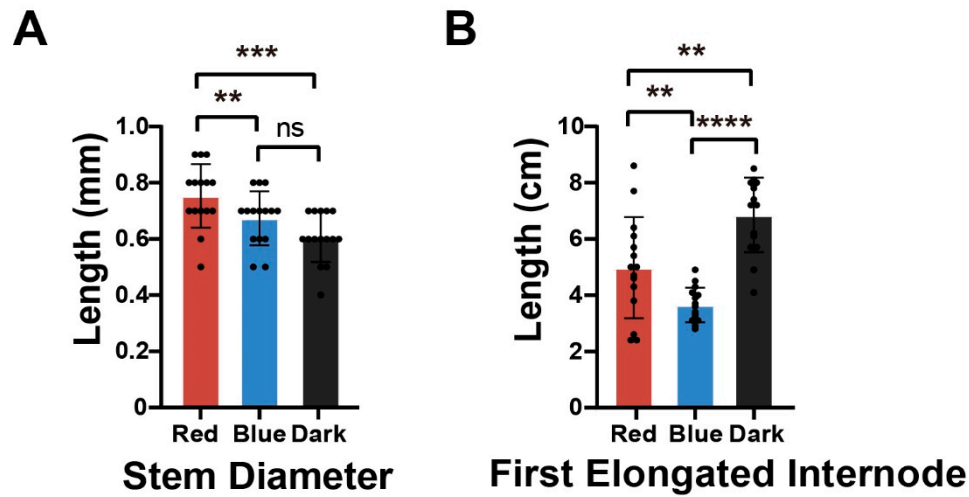 A
***
**
ns
1.0
0.8
0.6
0.4
0.2
0
Length (mm)
Red Blue Dark
Stem Diameter
B
**
**
****
10
8
6
4
2
0
Length (cm)
Red Blue Dark
First Elongated Internode